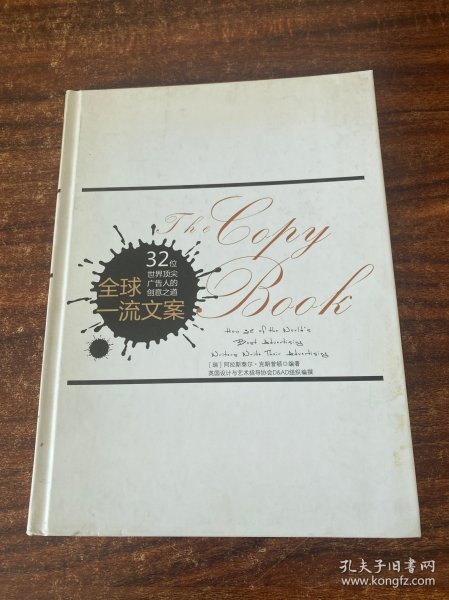 The Copy
Book
32位
世界顶尖
广告人的
创意之道
全球
一流文案
How 32 of the World's
Best Advertising
Writers Write Their Advertising
[瑞] 阿拉斯泰尔·克朗普顿◎编著
英国设计与艺术指导协会D&AD组织编撰
孔夫子旧书网
www.kongfz.com